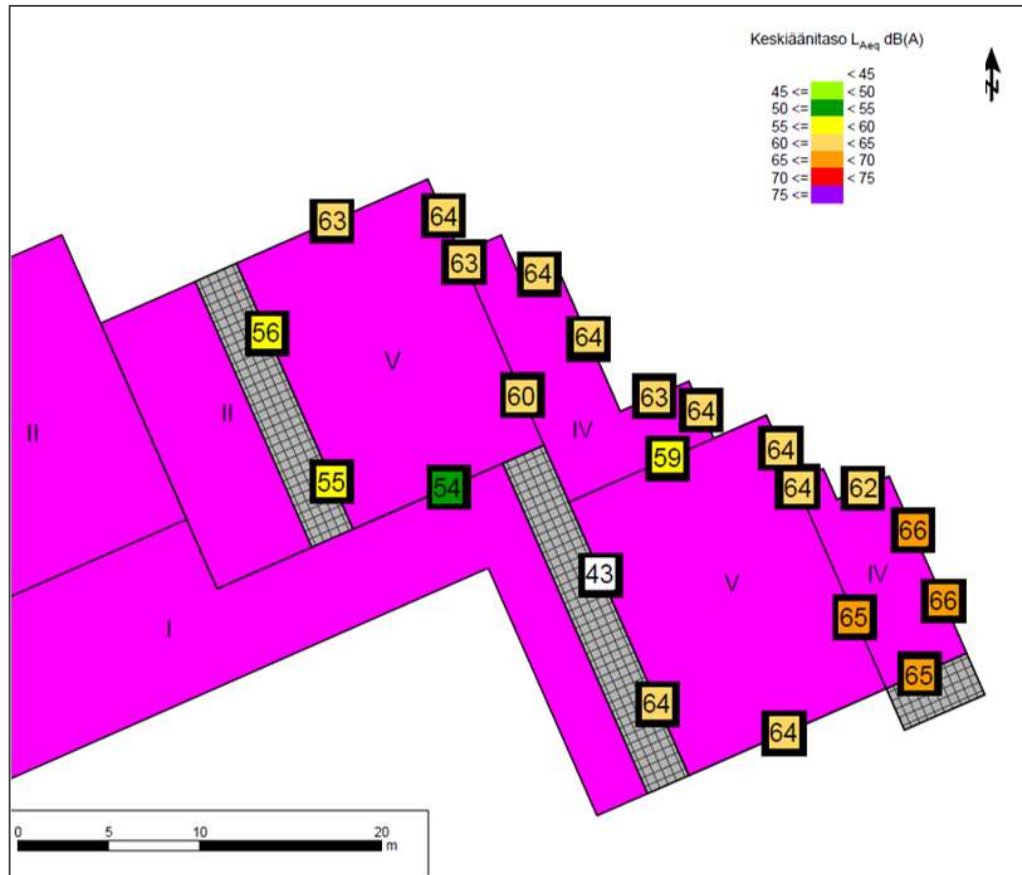 Keskiäänitaso L_Aeq dB(A)
< 45
45 <= < 50
50 <= < 55
55 <= < 60
60 <= < 65
65 <= < 70
70 <= < 75
75 <=
N
63
64
63
64
56
64
V
60
63
64
II
II
IV
59
64
55
54
64
62
66
43
V
IV
66
I
65
65
64
64
0 5 10 20
m